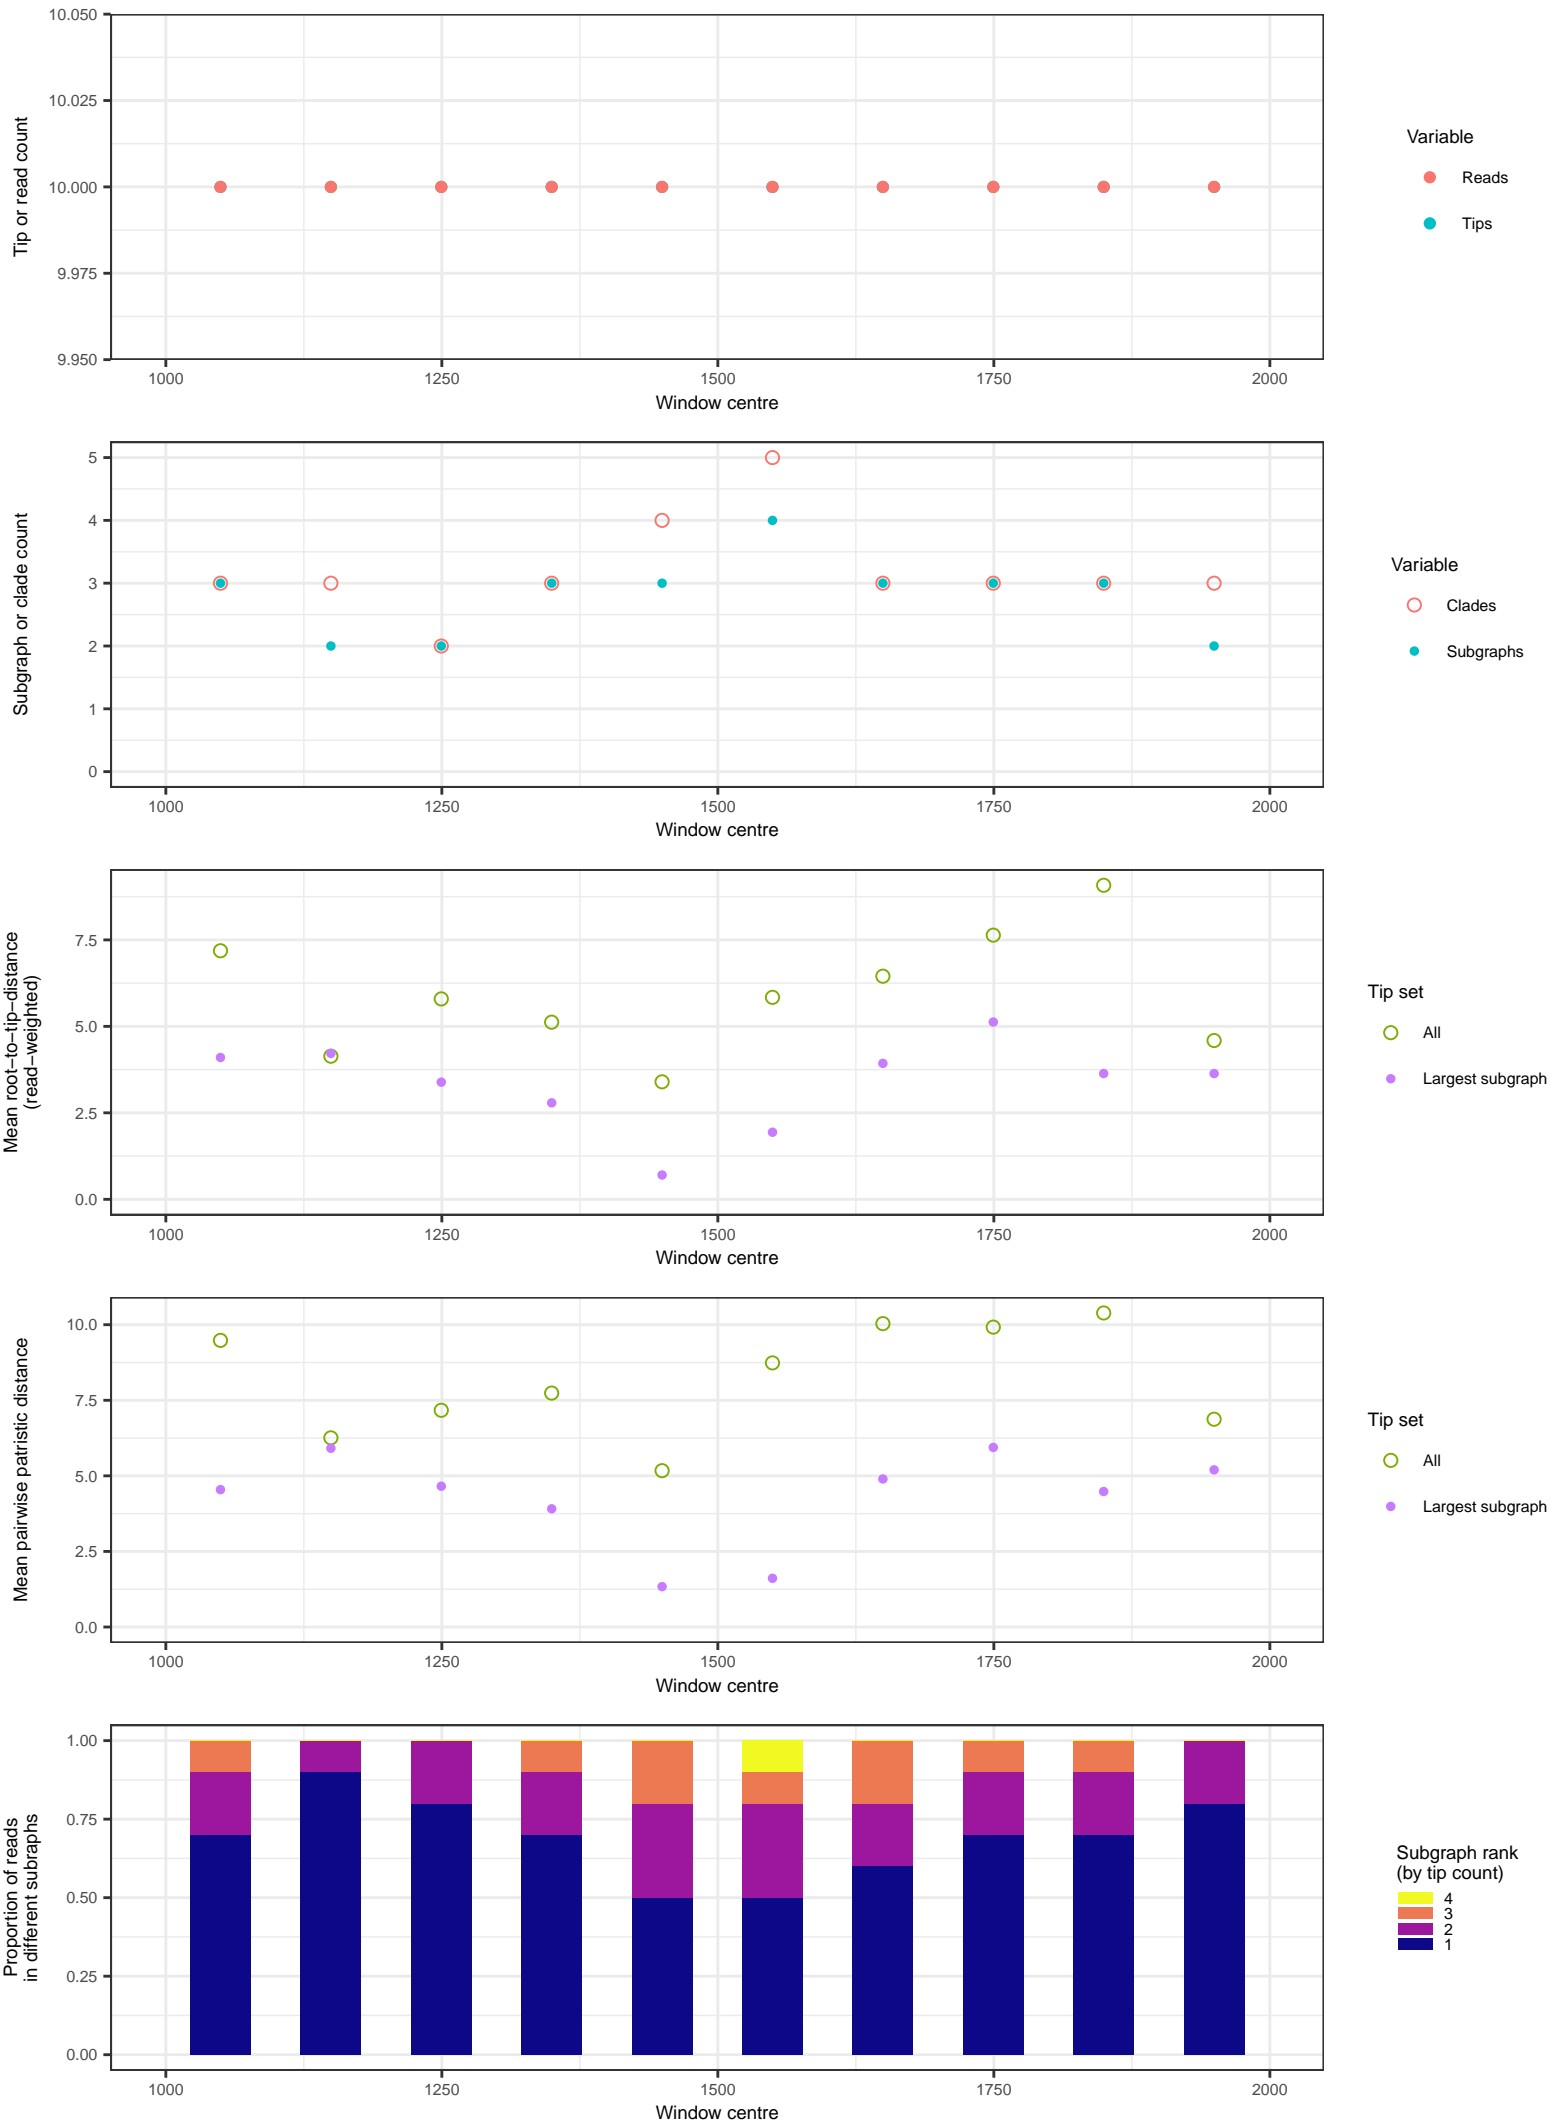 10.050
10.025
10.000
9.975
9.950
Tip or read count
1000 1250 1500 1750 2000
Window centre
Variable
Reads
Tips
5
4
3
2
1
0
Subgraph or clade count
1000 1250 1500 1750 2000
Window centre
Variable
Clades
Subgraphs
7.5
5.0
2.5
0.0
Mean root−to−tip−distance
(read−weighted)
1000 1250 1500 1750 2000
Window centre
Tip set
All
Largest subgraph
10.0
7.5
5.0
2.5
0.0
Mean pairwise patristic distance
1000 1250 1500 1750 2000
Window centre
Tip set
All
Largest subgraph
1.00
0.75
0.50
0.25
0.00
Proportion of reads
in different subraphs
1000 1250 1500 1750 2000
Window centre
Subgraph rank
(by tip count)
4
3
2
1